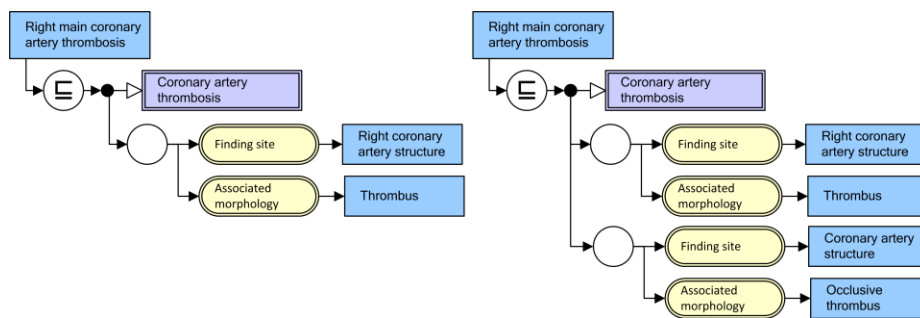 Right main coronary
artery thrombosis
⊑
Coronary artery
thrombosis
Finding site
Right coronary
artery structure
Associated
morphology
Thrombus
Right main coronary
artery thrombosis
⊑
Coronary artery
thrombosis
Finding site
Right coronary
artery structure
Associated
morphology
Thrombus
Finding site
Coronary artery
structure
Associated
morphology
Occlusive
thrombus